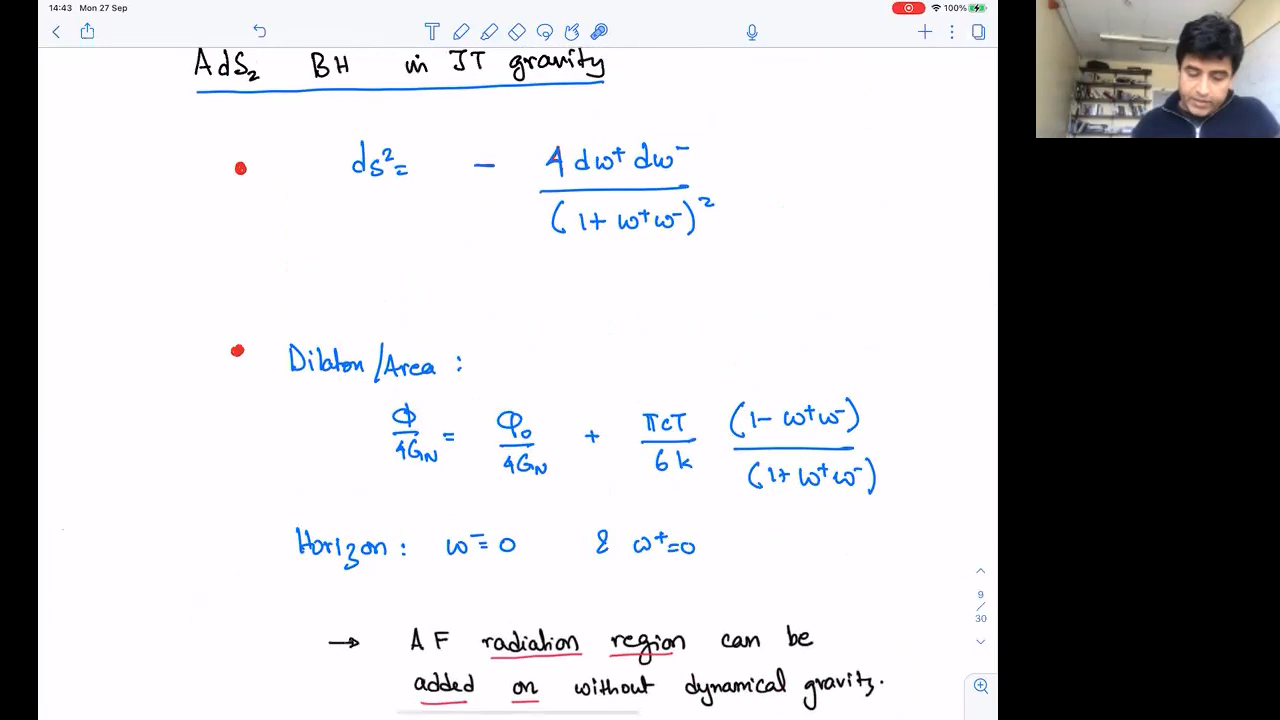 14:43 Mon 27 Sep
100%
AdS₂ BH in JT gravity
ds² = - 4 dω⁺ dω⁻ / (1 + ω⁺ω⁻)²
Dilaton/Area :
Φ/4G_N = Φ₀/4G_N + πcT/6k (1 - ω⁺ω⁻)/(1 + ω⁺ω⁻)
Horizon : ω⁻ = 0 & ω⁺ = 0
→ AF radiation region can be
added on without dynamical gravity.
9
/
30